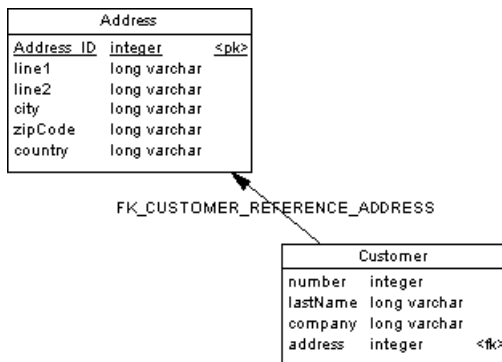 Address
Address_ID integer <pk>
line1 long varchar
line2 long varchar
city long varchar
zipCode long varchar
country long varchar
FK_CUSTOMER_REFERENCE_ADDRESS
Customer
number integer
lastName long varchar
company long varchar
address integer <fk>